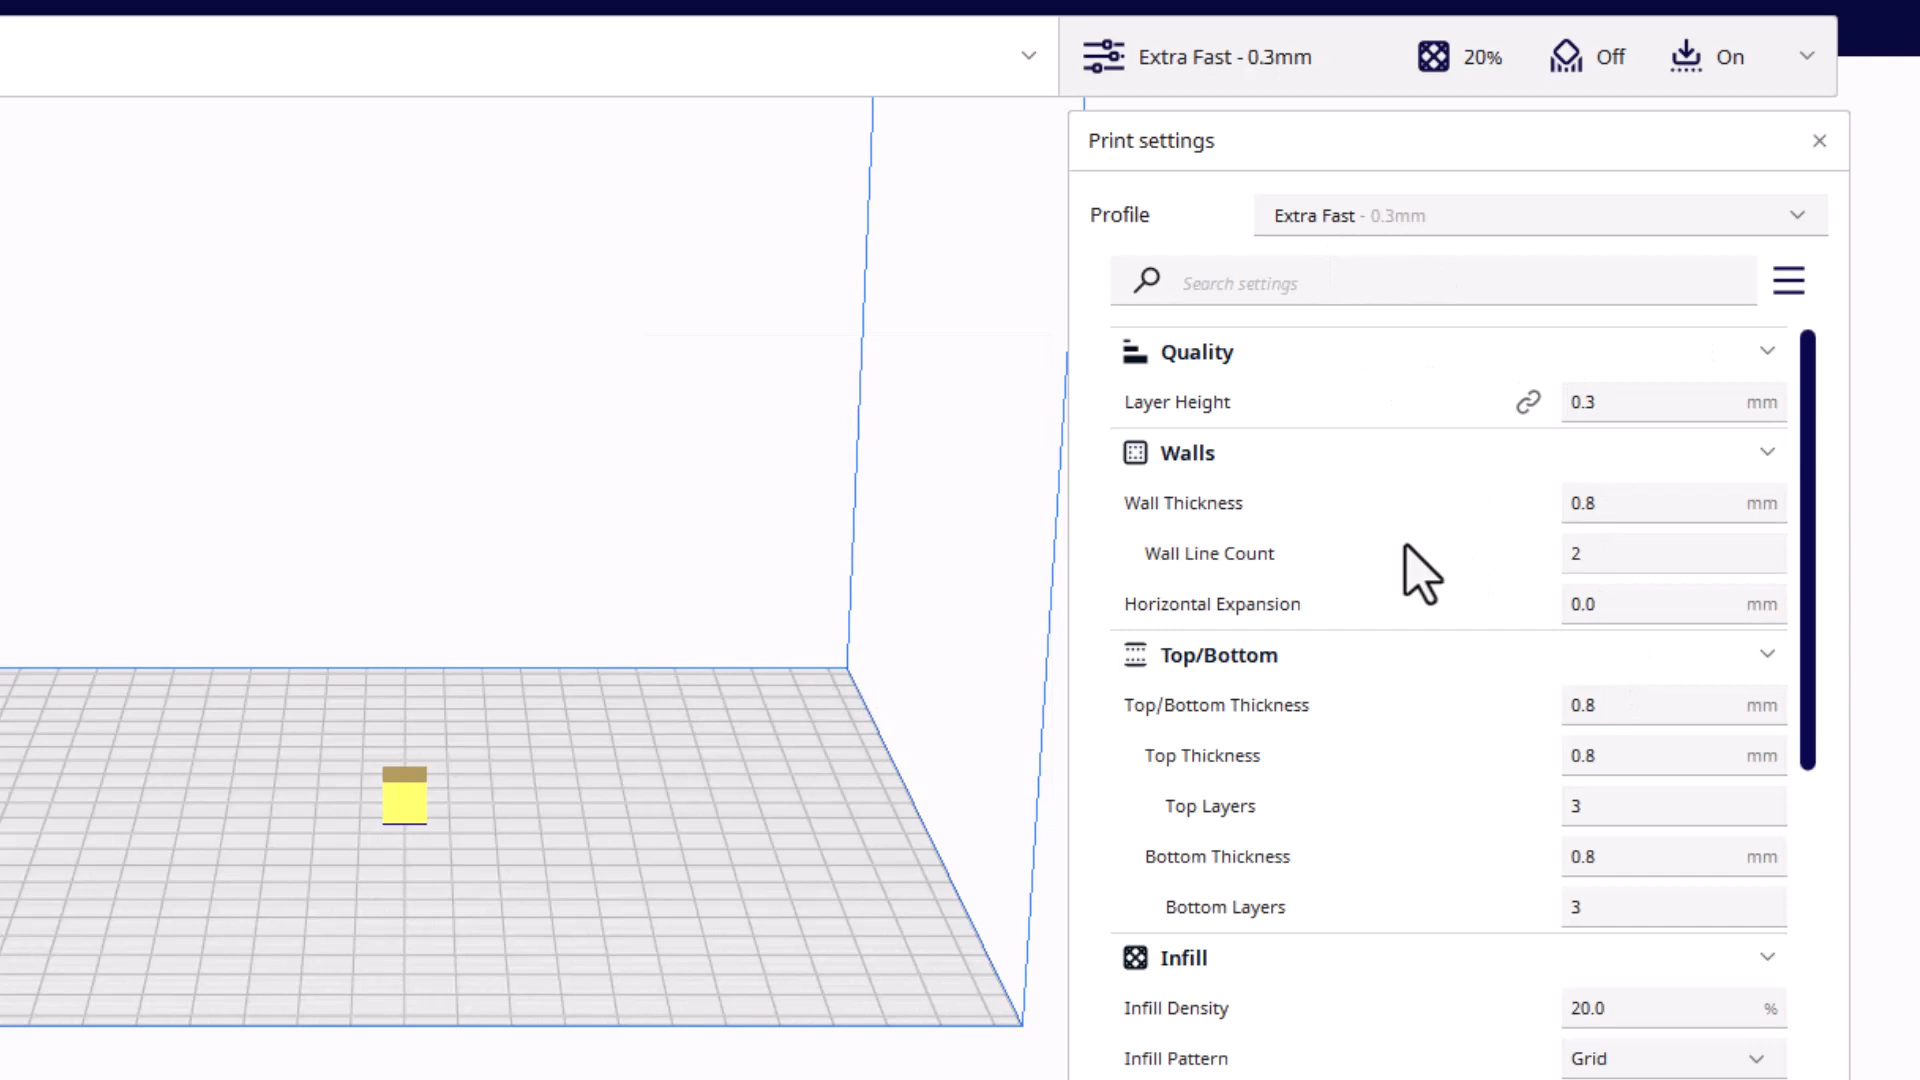 Extra Fast - 0.3mm 20% Off On
Print settings
Profile Extra Fast - 0.3mm
Search settings
Quality
Layer Height 0.3 mm
Walls
Wall Thickness 0.8 mm
Wall Line Count 2
Horizontal Expansion 0.0 mm
Top/Bottom
Top/Bottom Thickness 0.8 mm
Top Thickness 0.8 mm
Top Layers 3
Bottom Thickness 0.8 mm
Bottom Layers 3
Infill
Infill Density 20.0 %
Infill Pattern Grid